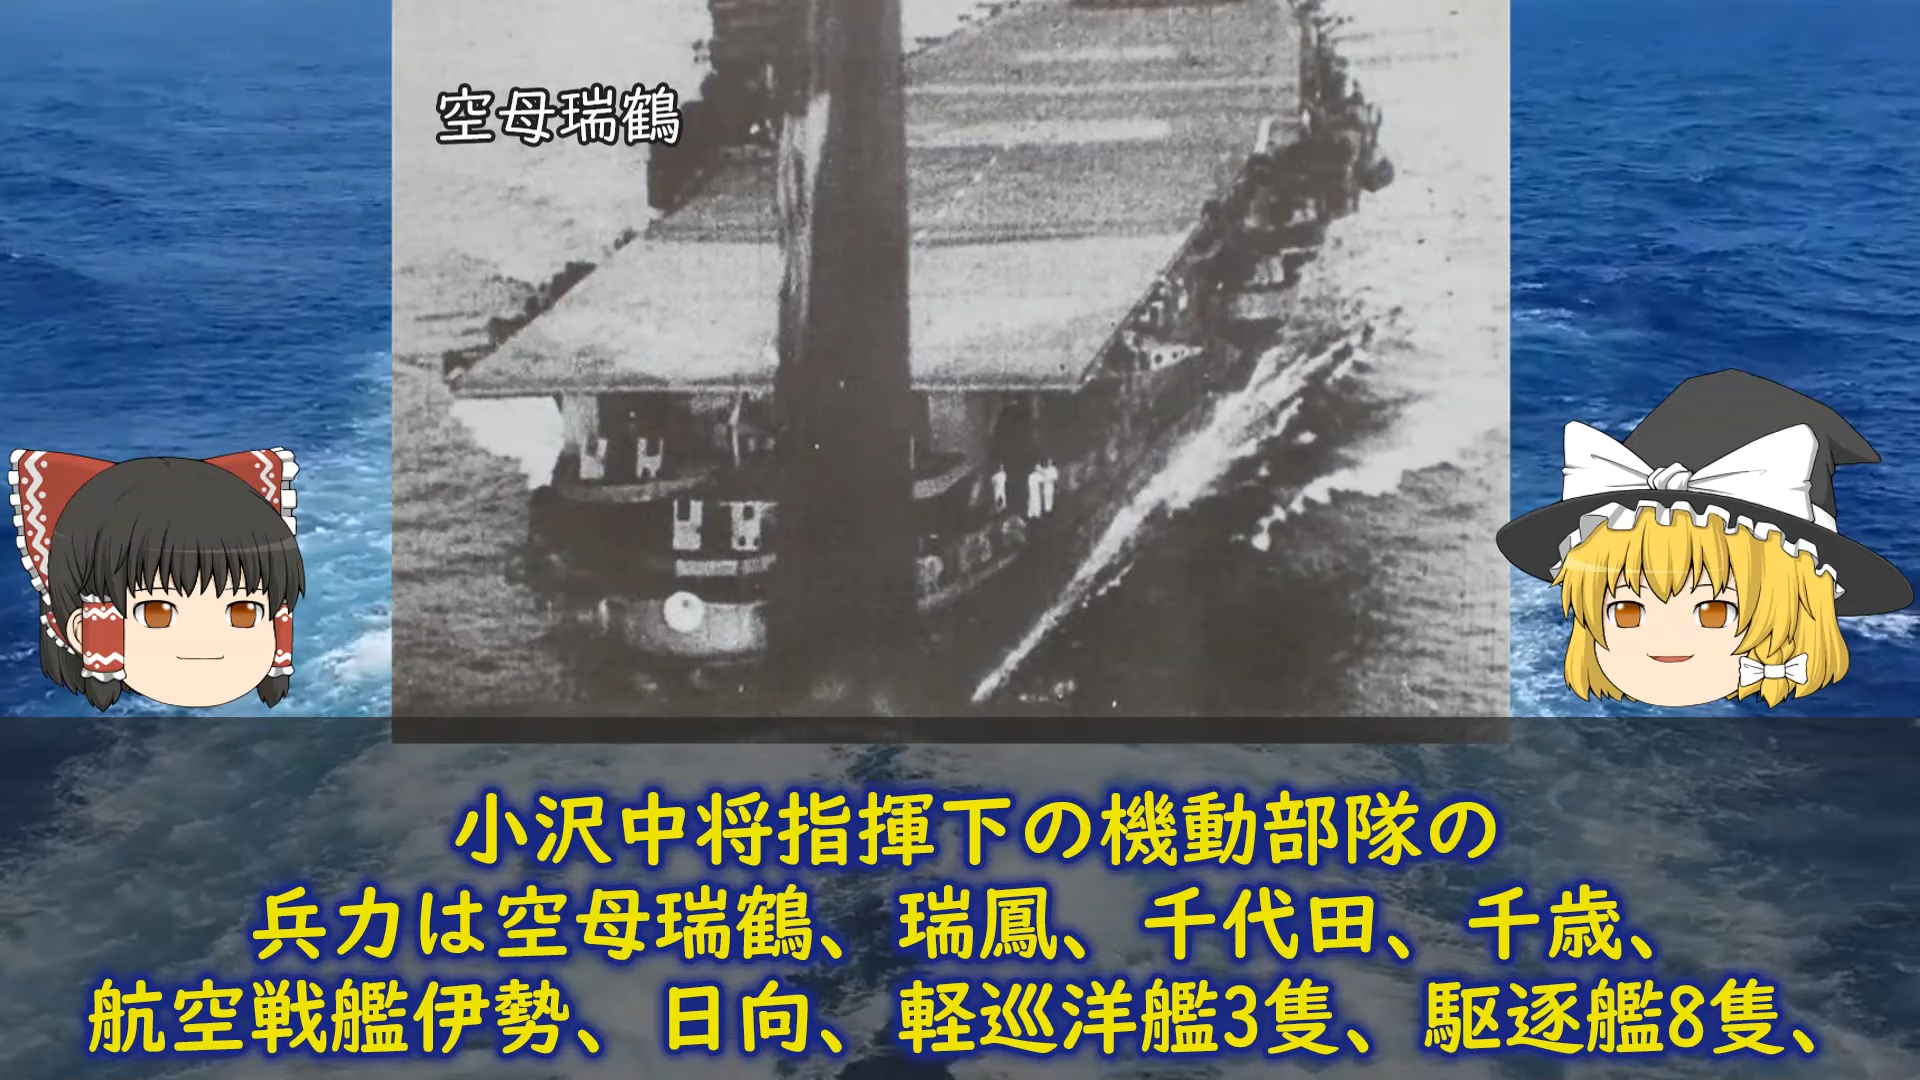 空母瑞鶴
小沢中将指揮下の機動部隊の
兵力は空母瑞鶴、瑞鳳、千代田、千歳、
航空戦艦伊勢、日向、軽巡洋艦3隻、駆逐艦8隻、